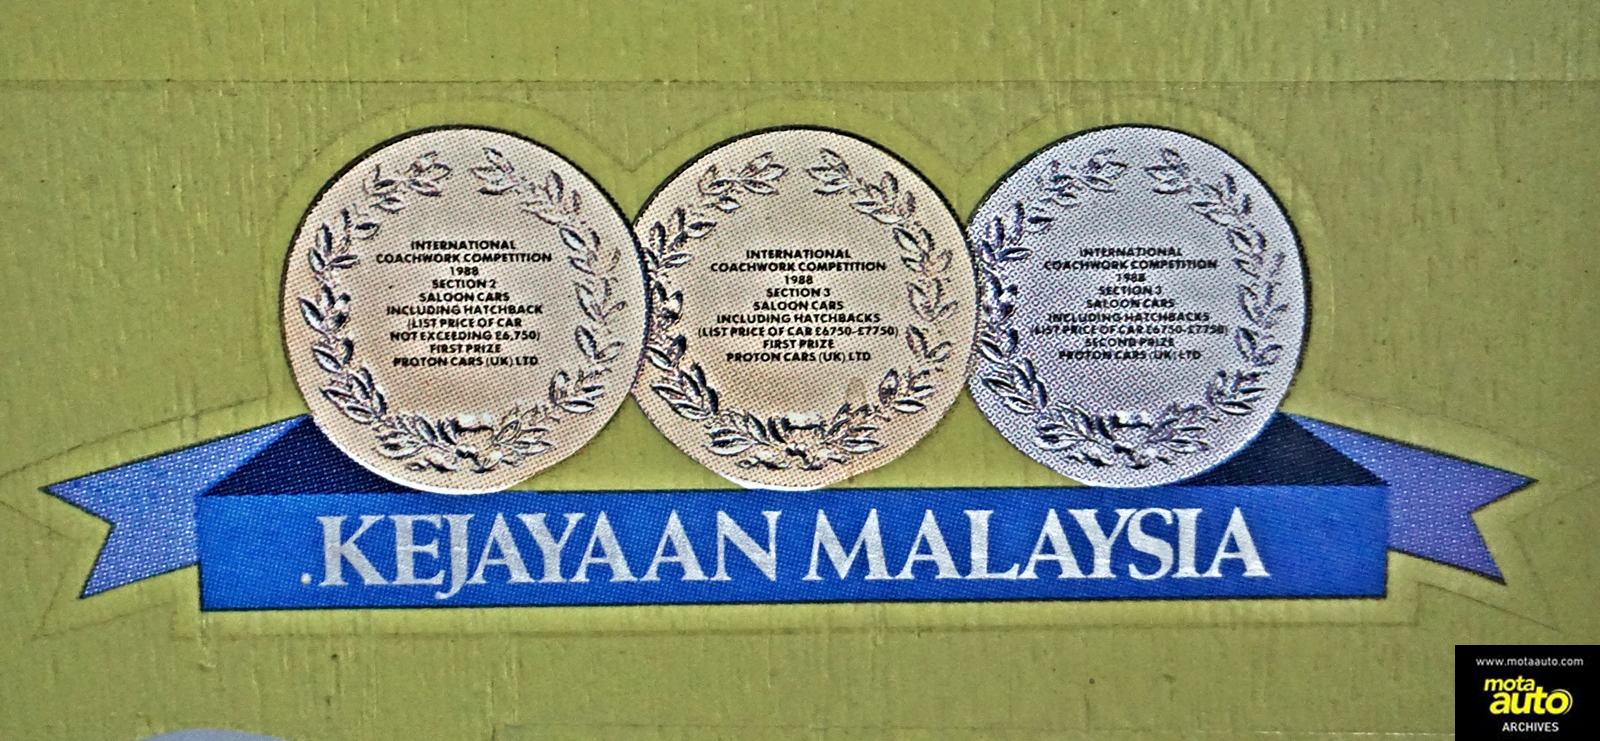 INTERNATIONAL
COACHWORK COMPETITION
1988
SECTION 2
SALOON CARS
INCLUDING HATCHBACK
(LIST PRICE OF CAR
NOT EXCEEDING £6,750)
FIRST PRIZE
PROTON CARS (UK) LTD
INTERNATIONAL
COACHWORK COMPETITION
1988
SECTION 3
SALOON CARS
INCLUDING HATCHBACKS
(LIST PRICE OF CAR £6750-£7750)
FIRST PRIZE
PROTON CARS (UK) LTD
INTERNATIONAL
COACHWORK COMPETITION
1988
SECTION 3
SALOON CARS
INCLUDING HATCHBACKS
(LIST PRICE OF CAR £6750-£7750)
SECOND PRIZE
PROTON CARS (UK) LTD
KEJAYAAN MALAYSIA
www.motaauto.com
mota
auto
ARCHIVES